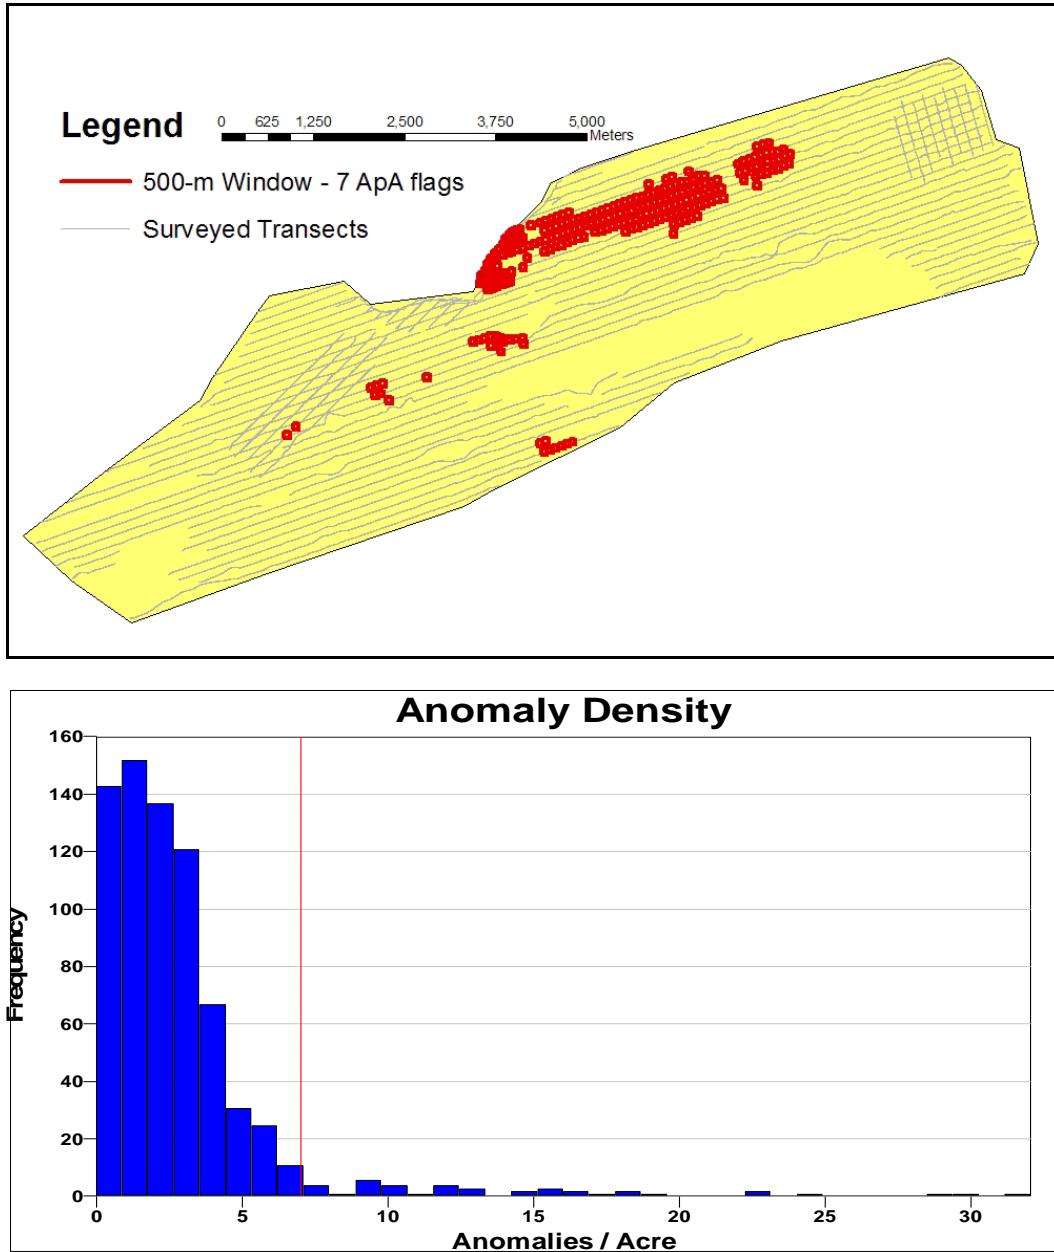 Legend
0 625 1,250 2,500 3,750 5,000
Meters
500-m Window - 7 ApA flags
Surveyed Transects
Anomaly Density
160
140
120
100
80
60
40
20
0
Frequency
0 5 10 15 20 25 30
Anomalies / Acre